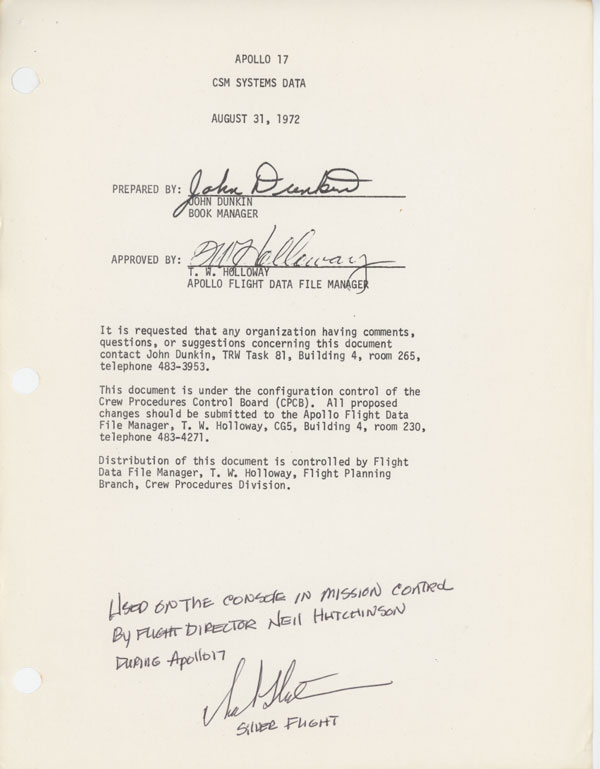 APOLLO 17
CSM SYSTEMS DATA
AUGUST 31, 1972
PREPARED BY: John Dunkin
JOHN DUNKIN
BOOK MANAGER
APPROVED BY: TW Holloway
T. W. HOLLOWAY
APOLLO FLIGHT DATA FILE MANAGER
It is requested that any organization having comments,
questions, or suggestions concerning this document
contact John Dunkin, TRW Task 81, Building 4, room 265,
telephone 483-3953.
This document is under the configuration control of the
Crew Procedures Control Board (CPCB). All proposed
changes should be submitted to the Apollo Flight Data
File Manager, T. W. Holloway, CG5, Building 4, room 230,
telephone 483-4271.
Distribution of this document is controlled by Flight
Data File Manager, T. W. Holloway, Flight Planning
Branch, Crew Procedures Division.
USED ON THE CONSOLE IN MISSION CONTROL
BY FLIGHT DIRECTOR NEIL HUTCHINSON
DURING APOLLO 17
SILVER FLIGHT